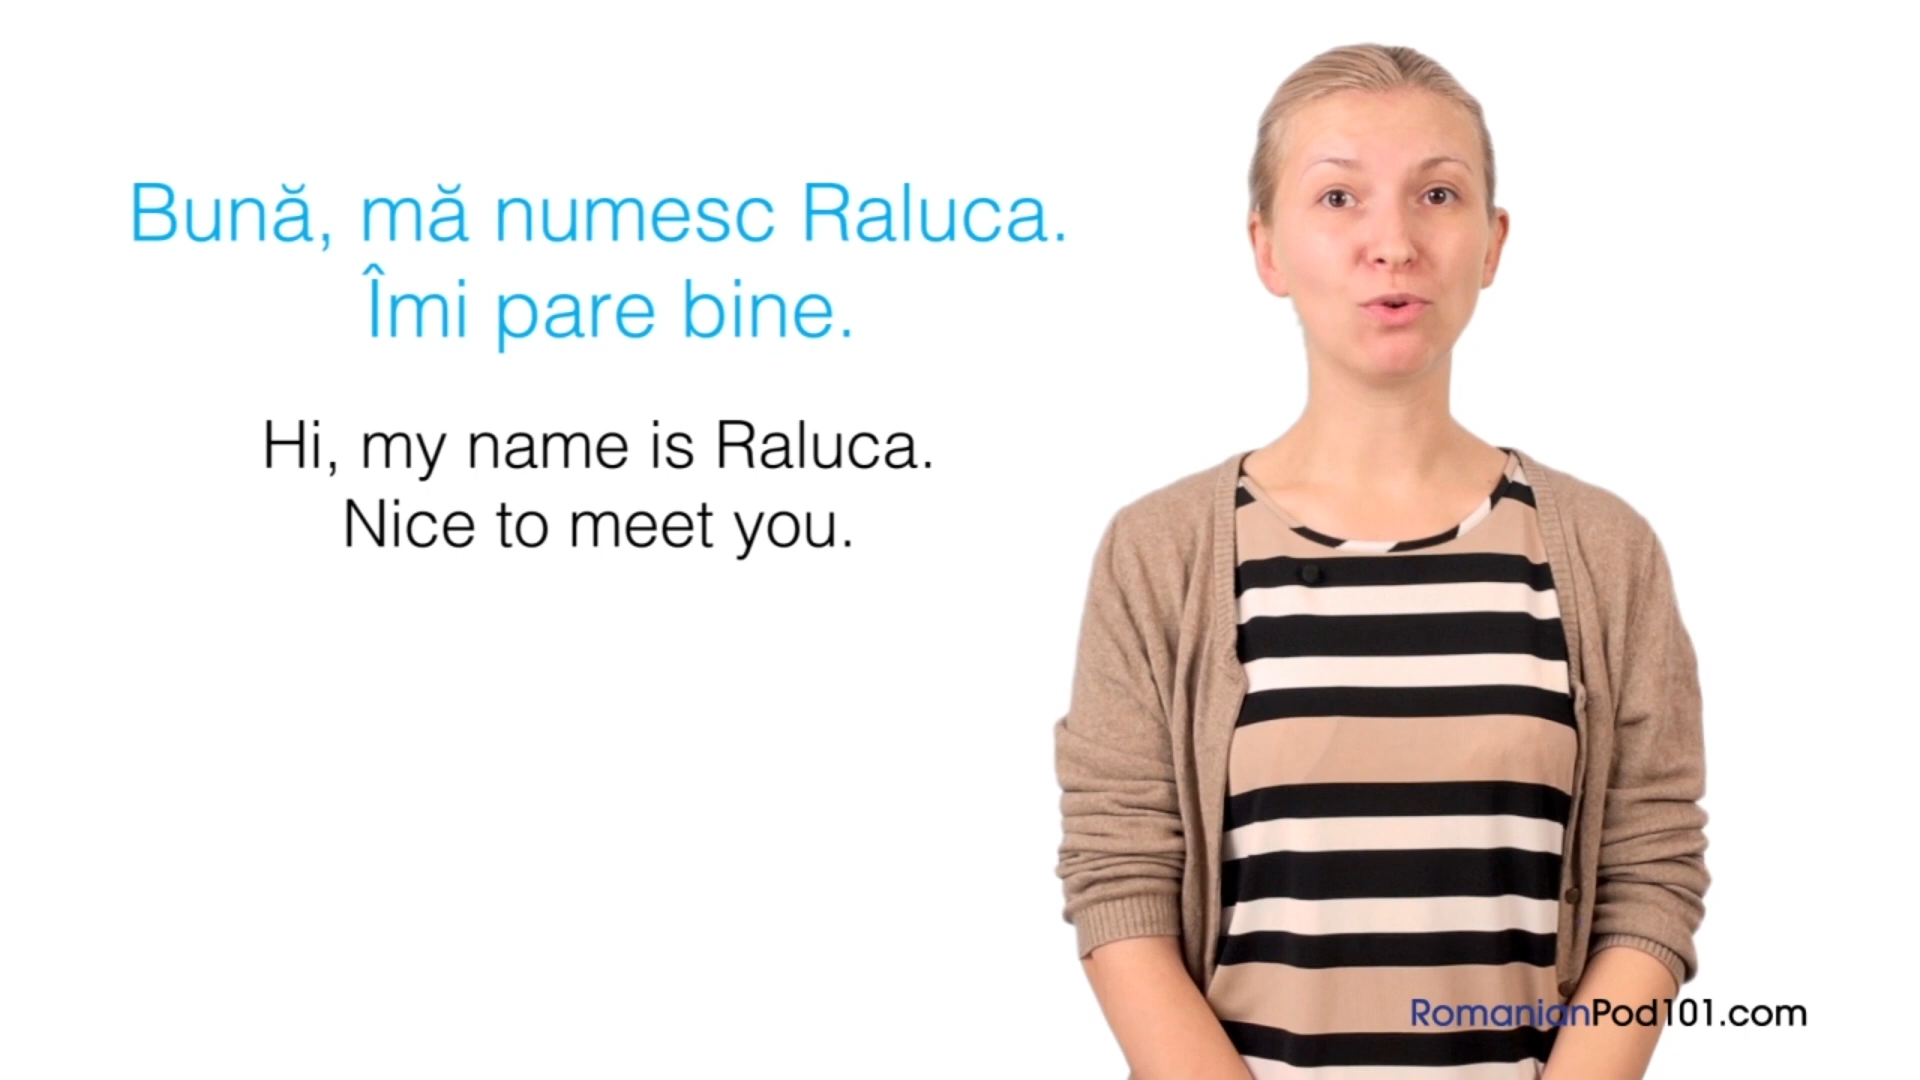 Bună, mă numesc Raluca.
Îmi pare bine.
Hi, my name is Raluca.
Nice to meet you.
RomanianPod101.com